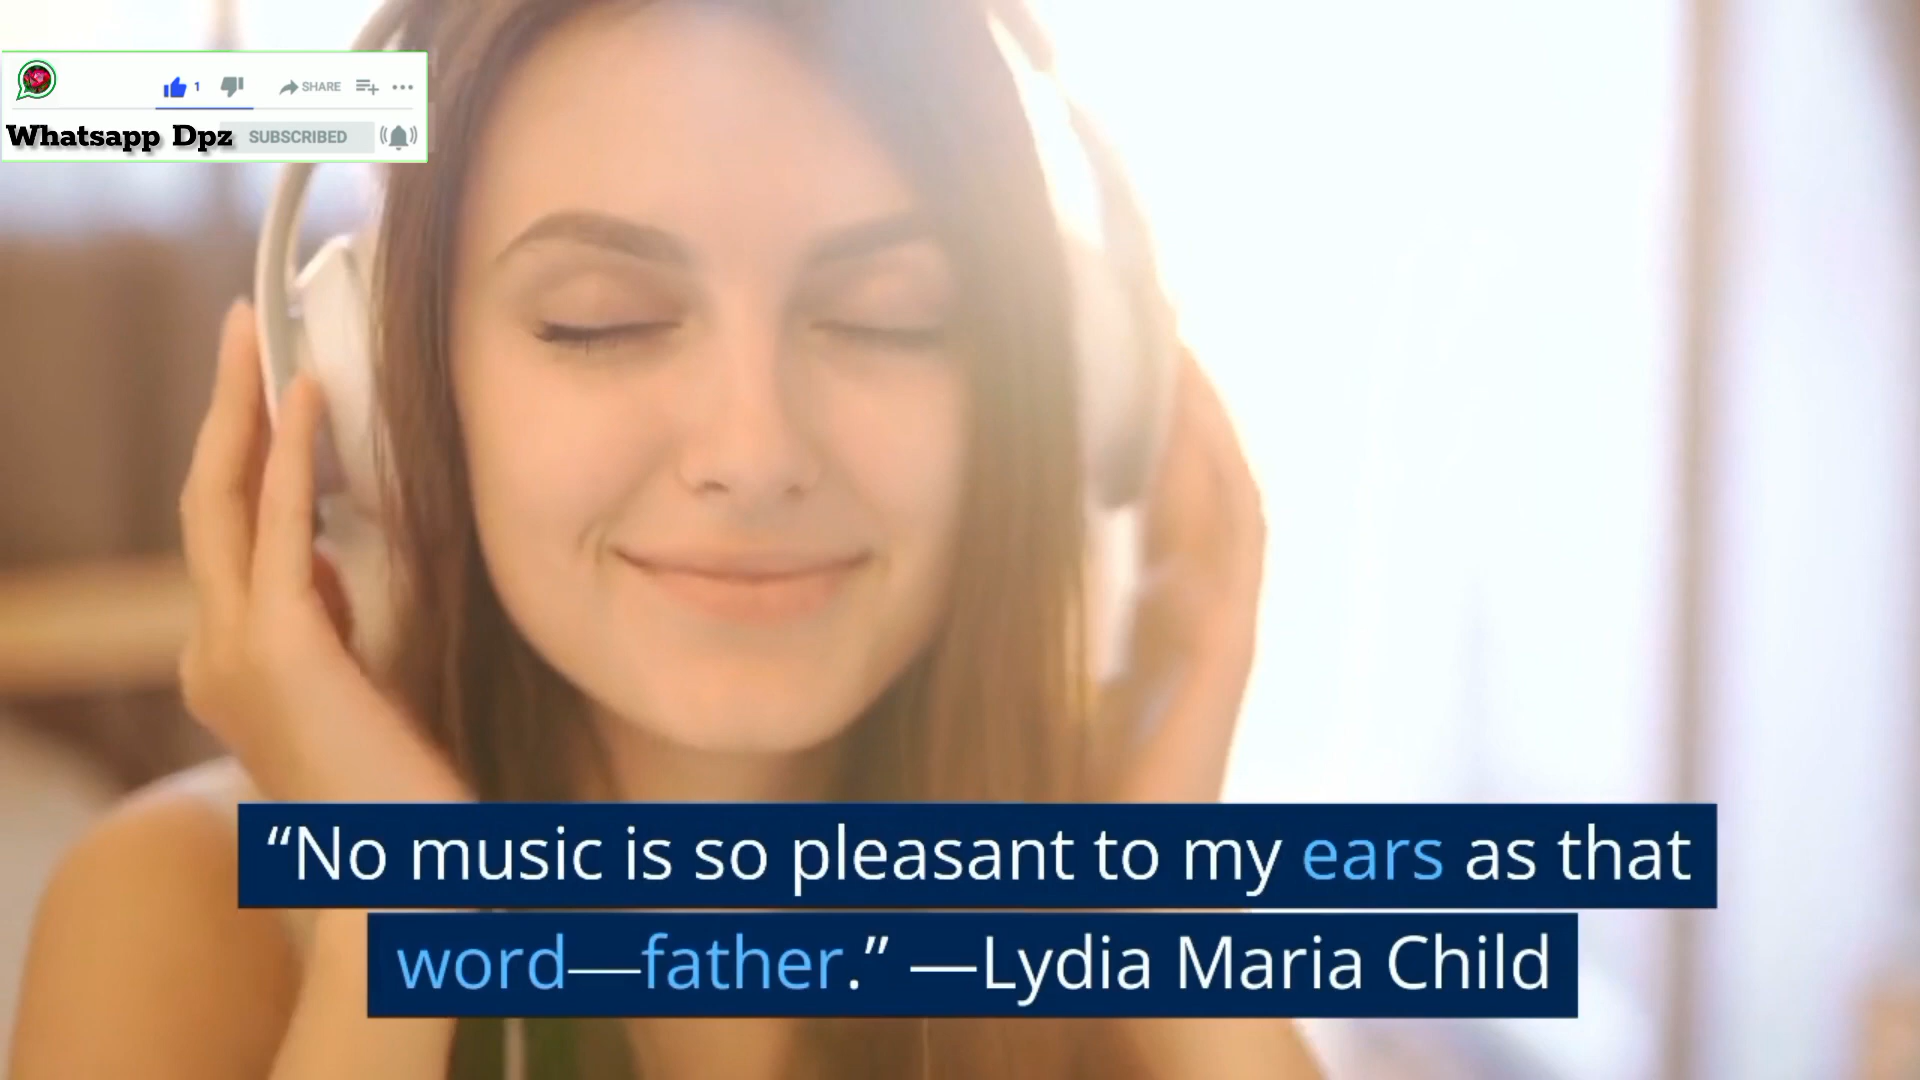 1 SHARE
Whatsapp Dpz SUBSCRIBED
“No music is so pleasant to my ears as that
word—father.” —Lydia Maria Child